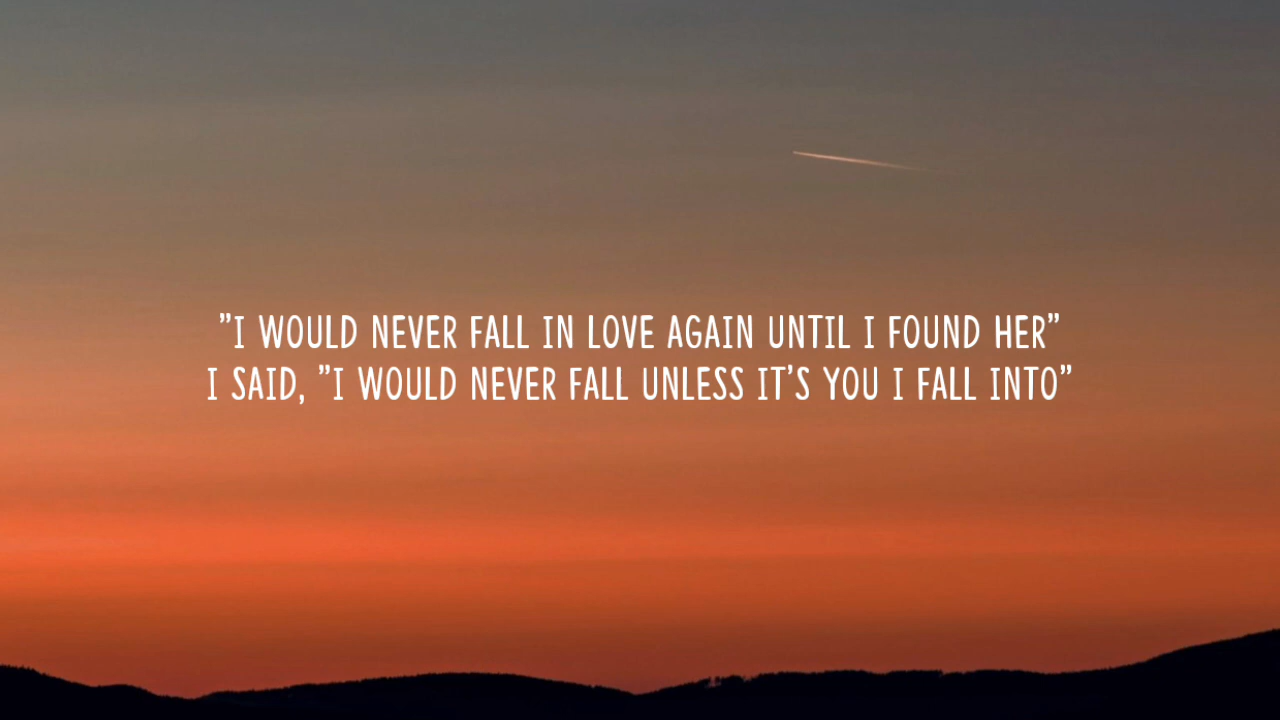 ”I WOULD NEVER FALL IN LOVE AGAIN UNTIL I FOUND HER”
I SAID, ”I WOULD NEVER FALL UNLESS IT’S YOU I FALL INTO”